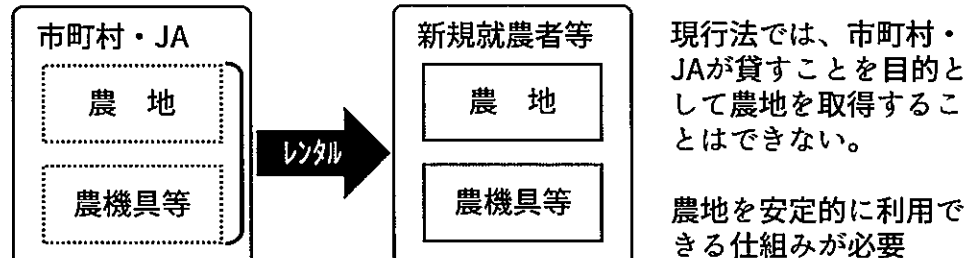 市町村・JA
農 地
農機具等
レンタル
新規就農者等
農 地
農機具等
現行法では、市町村・
JAが貸すことを目的と
して農地を取得するこ
とはできない。
農地を安定的に利用で
きる仕組みが必要